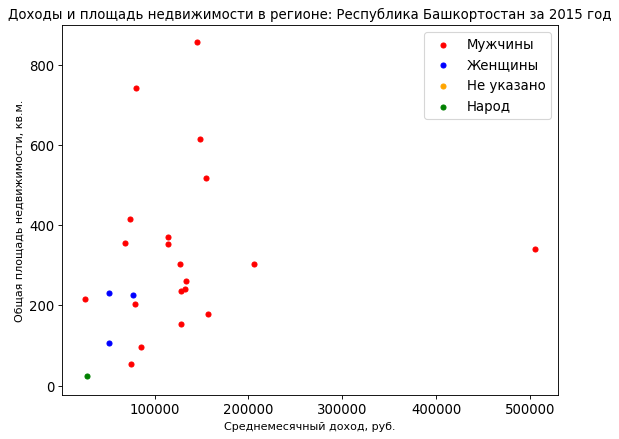 Доходы и площадь недвижимости в регионе: Республика Башкортостан за 2015 год
Общая площадь недвижимости, кв.м.
800
600
400
200
0
Мужчины
Женщины
Не указано
Народ
100000 200000 300000 400000 500000
Среднемесячный доход, руб.